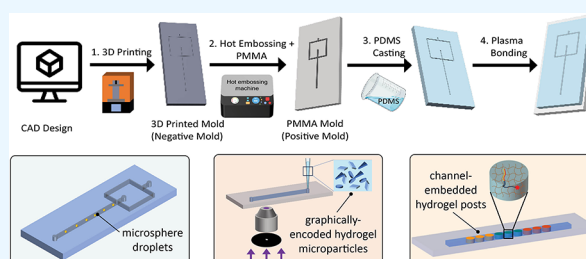 1. 3D Printing
2. Hot Embossing +
PMMA
3. PDMS
Casting
4. Plasma
Bonding
Hot embossing
machine
PDMS
CAD Design
3D Printed Mold
(Negative Mold)
PMMA Mold
(Positive Mold)
microsphere
droplets
graphically-
encoded hydrogel
microparticles
channel-
embedded
hydrogel posts